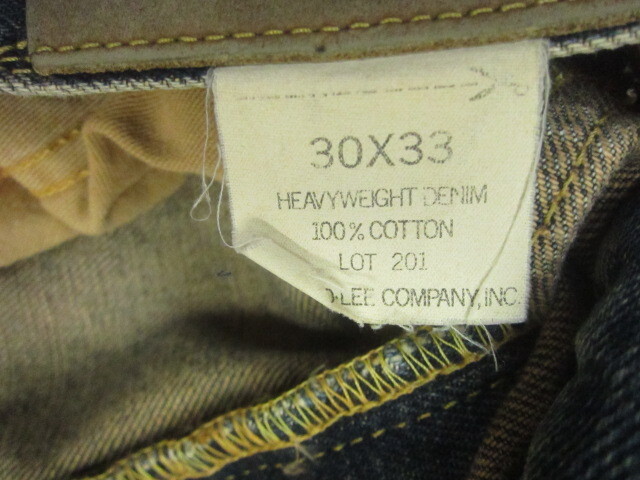 30X33
HEAVYWEIGHT DENIM
100% COTTON
LOT 201
LEE COMPANY, INC.